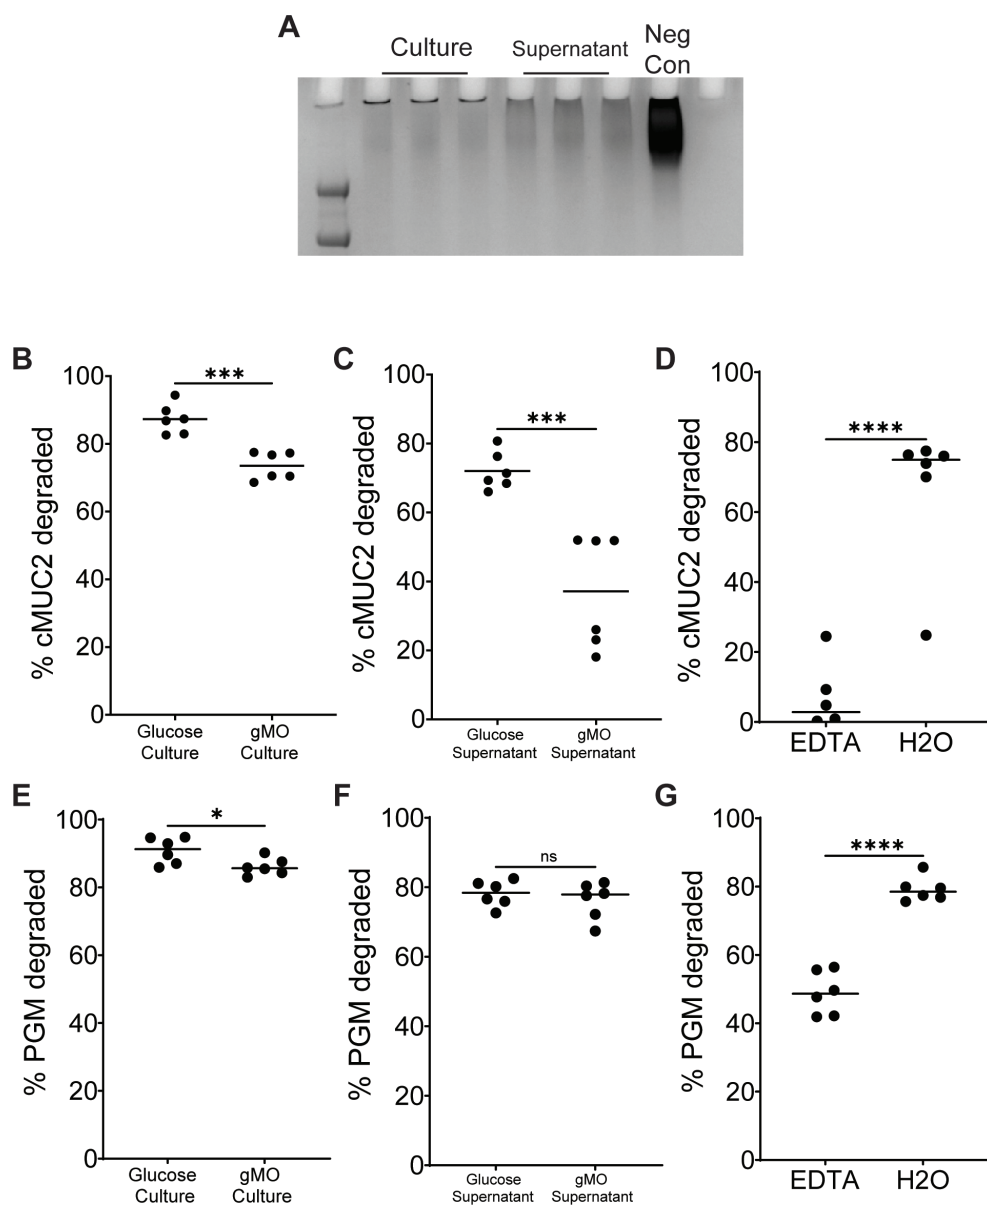 A
Culture
Supernatant
Neg
Con
B
% cMUC2 degraded
100
80
60
40
20
0
***
Glucose
Culture
gMO
Culture
C
% cMUC2 degraded
100
80
60
40
20
0
***
Glucose
Supernatant
gMO
Supernatant
D
% cMUC2 degraded
100
80
60
40
20
0
****
EDTA
H2O
E
% PGM degraded
100
80
60
40
20
0
*
Glucose
Culture
gMO
Culture
F
% PGM degraded
100
80
60
40
20
0
ns
Glucose
Supernatant
gMO
Supernatant
G
% PGM degraded
100
80
60
40
20
0
****
EDTA
H2O